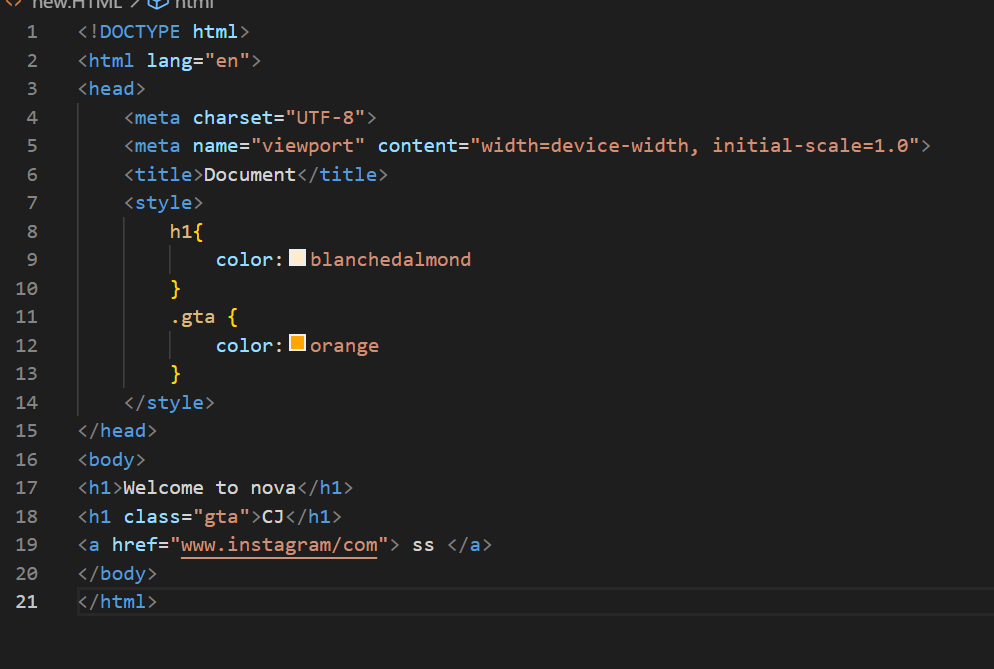 new.HTML > html
1 <!DOCTYPE html>
2 <html lang="en">
3 <head>
4 <meta charset="UTF-8">
5 <meta name="viewport" content="width=device-width, initial-scale=1.0">
6 <title>Document</title>
7 <style>
8 h1{
9 color: blanchedalmond
10 }
11 .gta {
12 color: orange
13 }
14 </style>
15 </head>
16 <body>
17 <h1>Welcome to nova</h1>
18 <h1 class="gta">CJ</h1>
19 <a href="www.instagram/com"> ss </a>
20 </body>
21 </html>